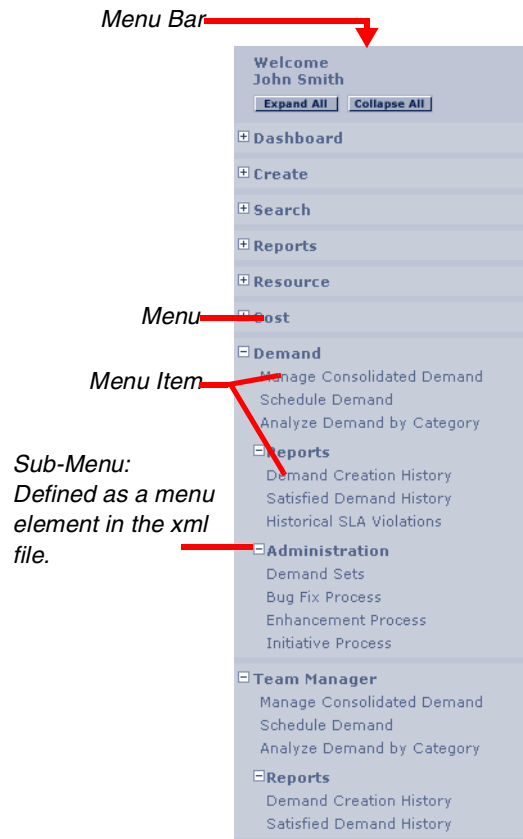 Menu Bar
Welcome
John Smith
Expand All Collapse All
Dashboard
Create
Search
Reports
Resource
Menu
Cost
Demand
Menu Item
Manage Consolidated Demand
Schedule Demand
Analyze Demand by Category
Sub-Menu:
Defined as a menu
element in the xml
file.
Reports
Demand Creation History
Satisfied Demand History
Historical SLA Violations
Administration
Demand Sets
Bug Fix Process
Enhancement Process
Initiative Process
Team Manager
Manage Consolidated Demand
Schedule Demand
Analyze Demand by Category
Reports
Demand Creation History
Satisfied Demand History